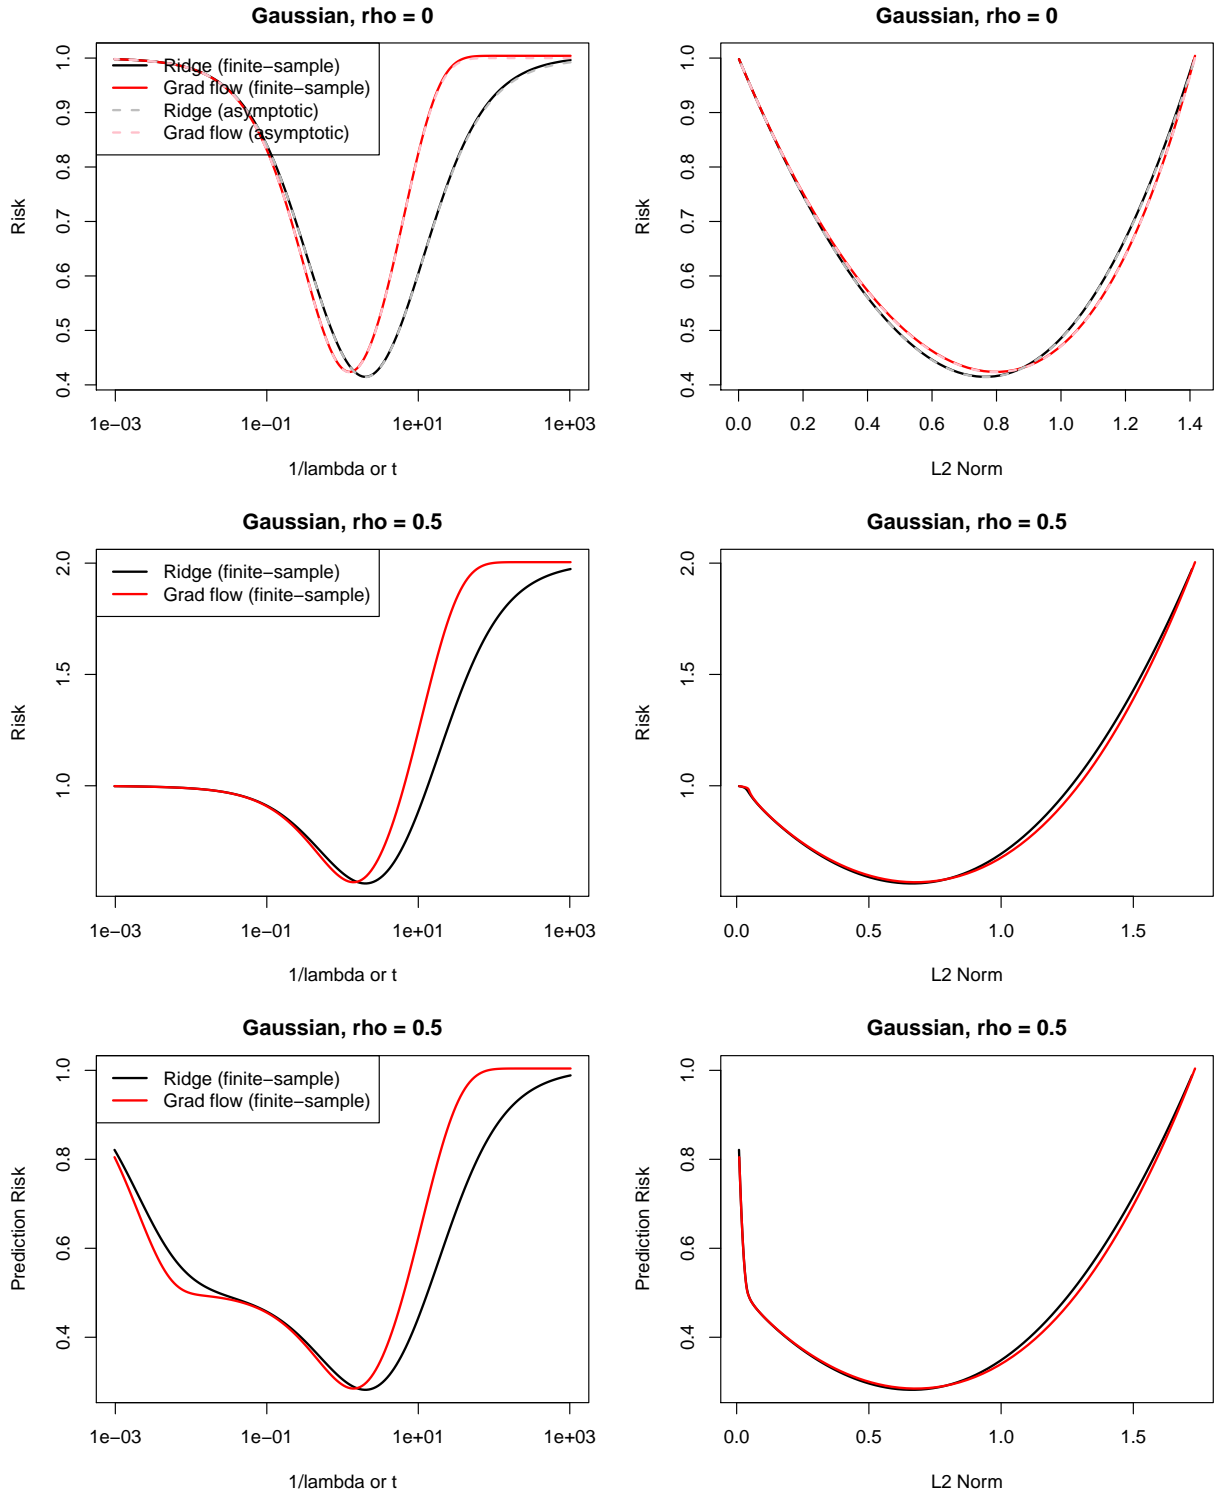 Gaussian, rho = 0
Risk
0.4 0.5 0.6 0.7 0.8 0.9 1.0
Ridge (finite−sample)
Grad flow (finite−sample)
Ridge (asymptotic)
Grad flow (asymptotic)
1e−03 1e−01 1e+01 1e+03
1/lambda or t
Gaussian, rho = 0
Risk
0.4 0.5 0.6 0.7 0.8 0.9 1.0
0.0 0.2 0.4 0.6 0.8 1.0 1.2 1.4
L2 Norm
Gaussian, rho = 0.5
Risk
1.0 1.5 2.0
Ridge (finite−sample)
Grad flow (finite−sample)
1e−03 1e−01 1e+01 1e+03
1/lambda or t
Gaussian, rho = 0.5
Risk
1.0 1.5 2.0
0.0 0.5 1.0 1.5
L2 Norm
Gaussian, rho = 0.5
Prediction Risk
0.4 0.6 0.8 1.0
Ridge (finite−sample)
Grad flow (finite−sample)
1e−03 1e−01 1e+01 1e+03
1/lambda or t
Gaussian, rho = 0.5
Prediction Risk
0.4 0.6 0.8 1.0
0.0 0.5 1.0 1.5
L2 Norm